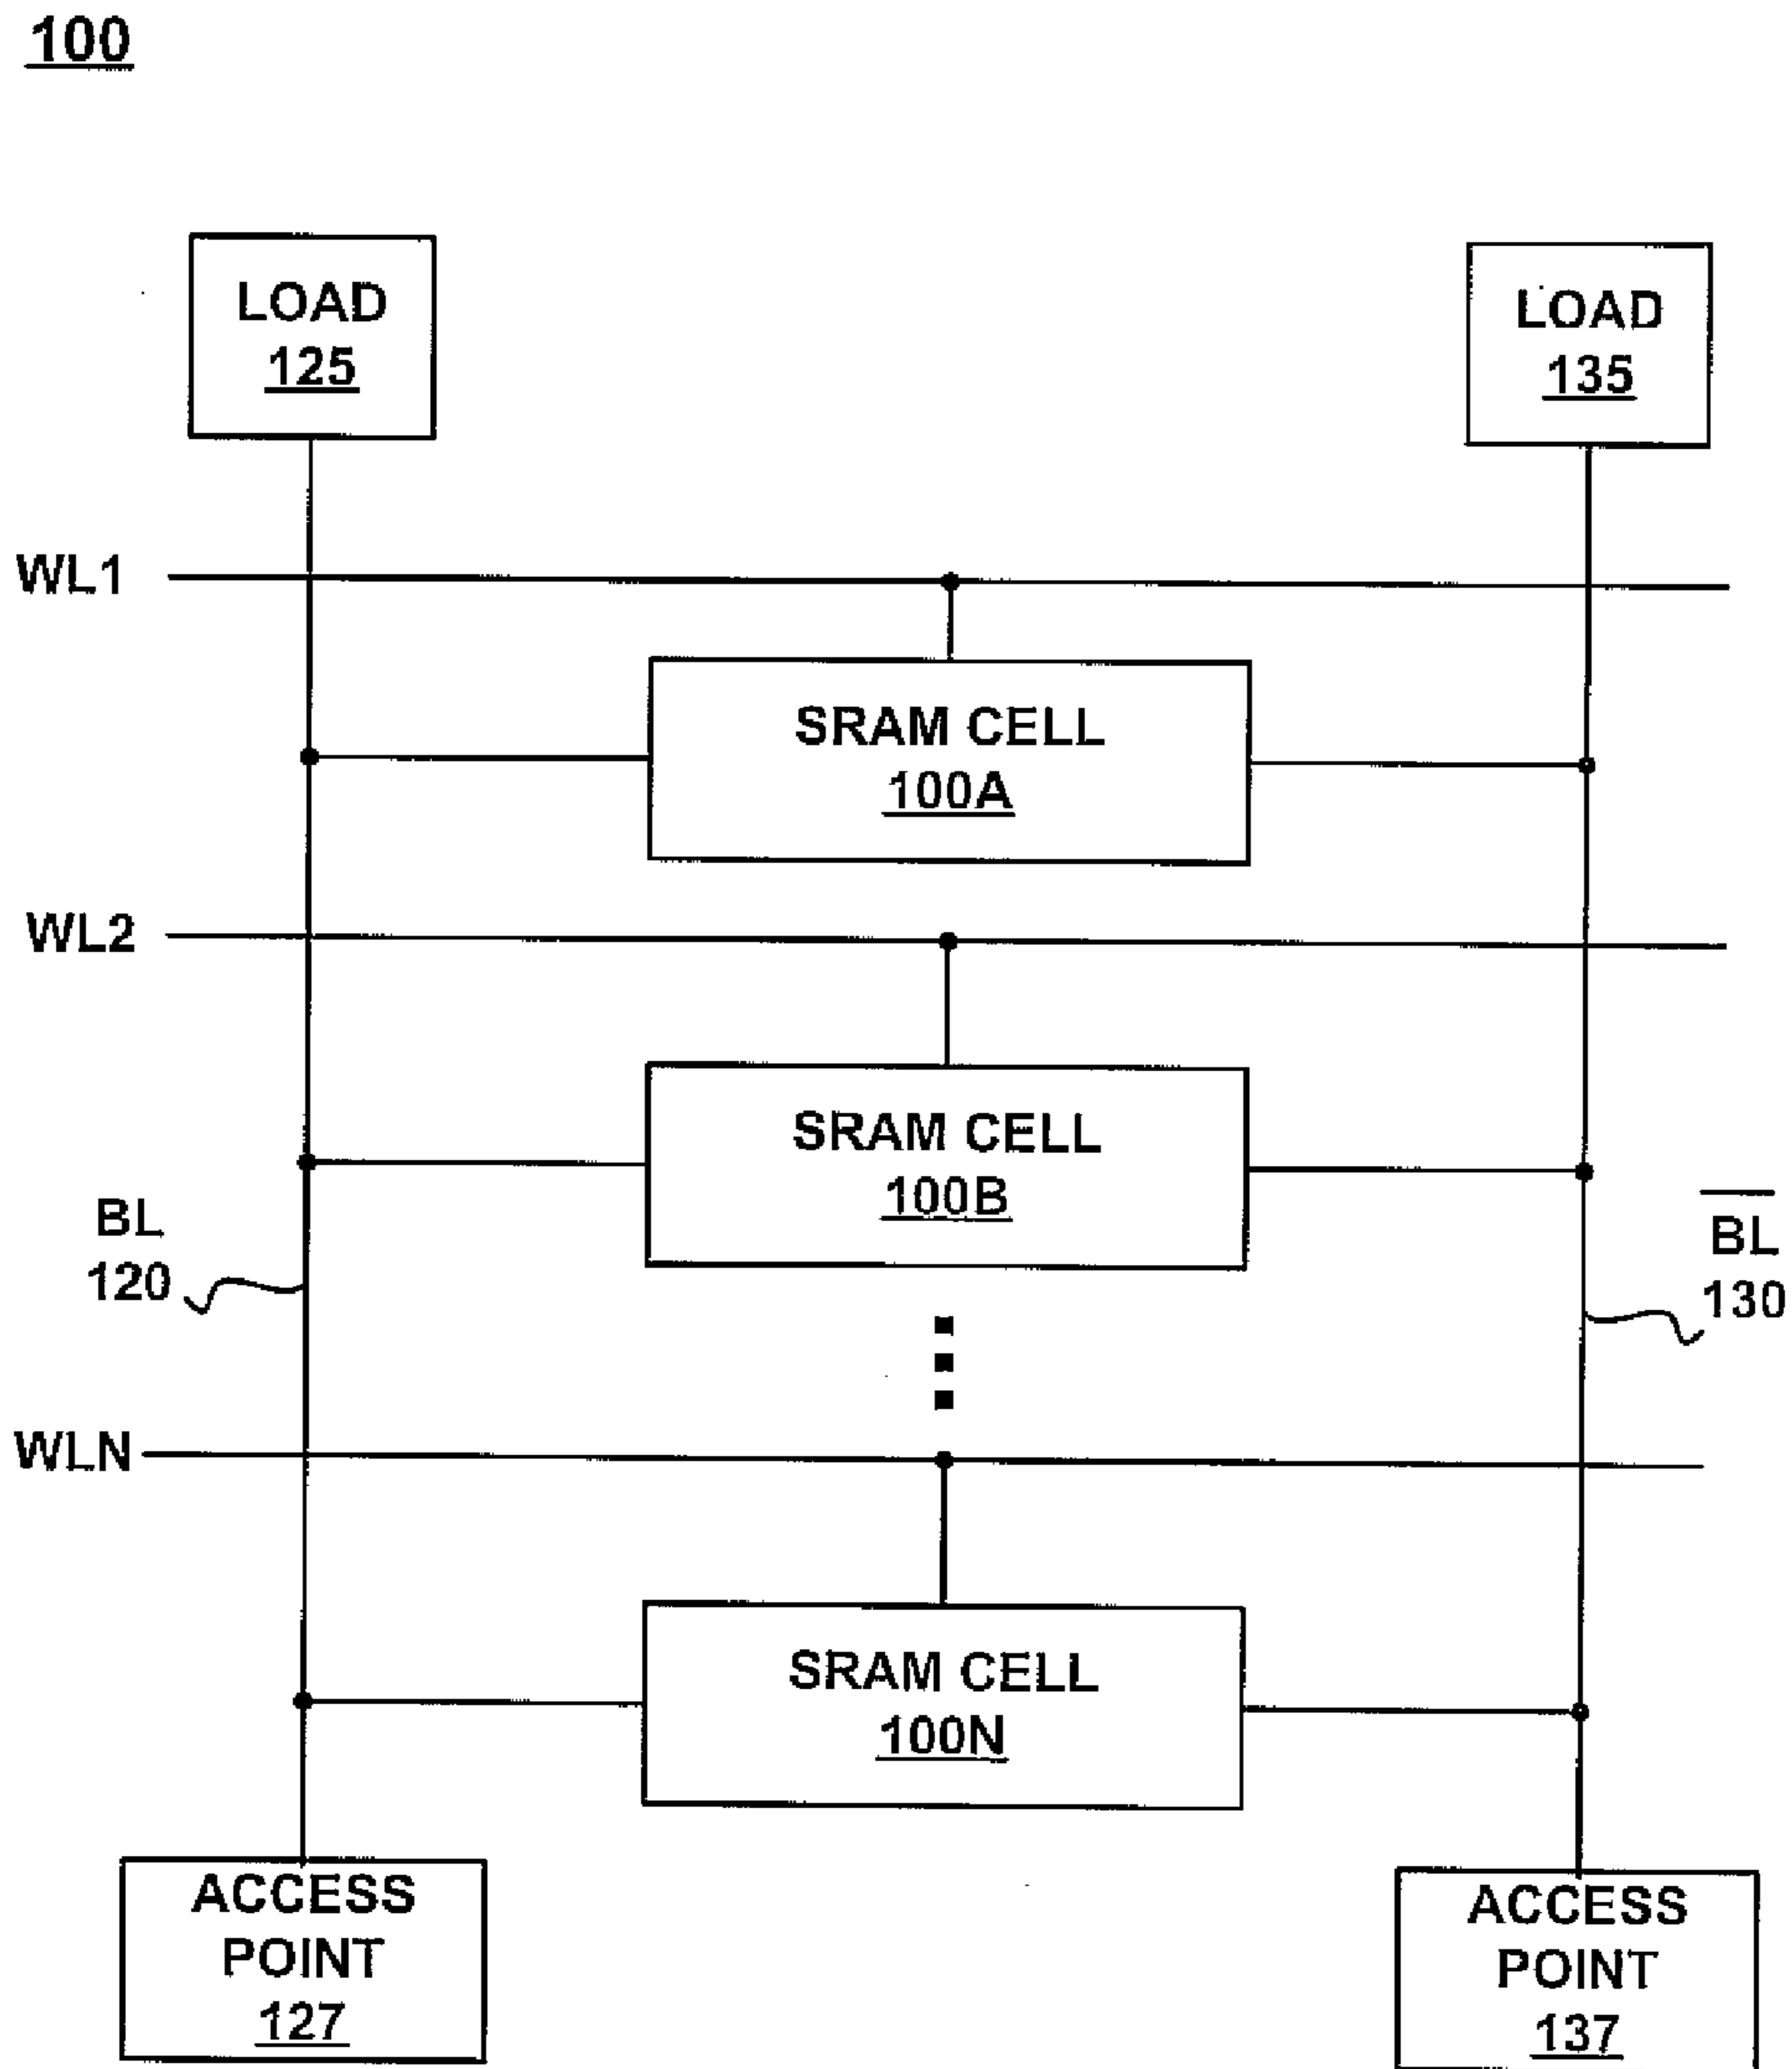 100
LOAD
125
LOAD
135
WL1
SRAM CELL
100A
WL2
SRAM CELL
100B
BL
120
B̅L̅
130
WLN
SRAM CELL
100N
ACCESS
POINT
127
ACCESS
POINT
137